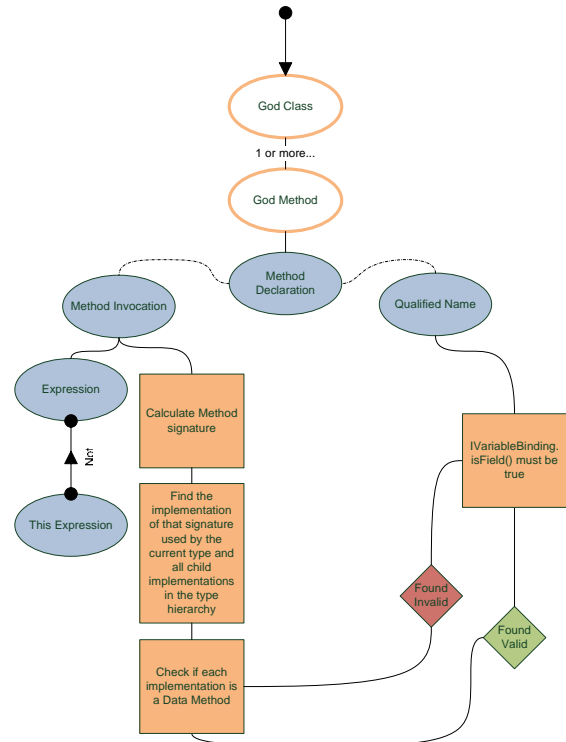 God Class
1 or more...
God Method
Method
Declaration
Method Invocation
Qualified Name
Expression
Calculate Method
signature
IVariableBinding.
isField() must be
true
Not
This Expression
Find the
implementation
of that signature
used by the
current type and
all child
implementations
in the type
hierarchy
Found
Invalid
Found
Valid
Check if each
implementation is
a Data Method